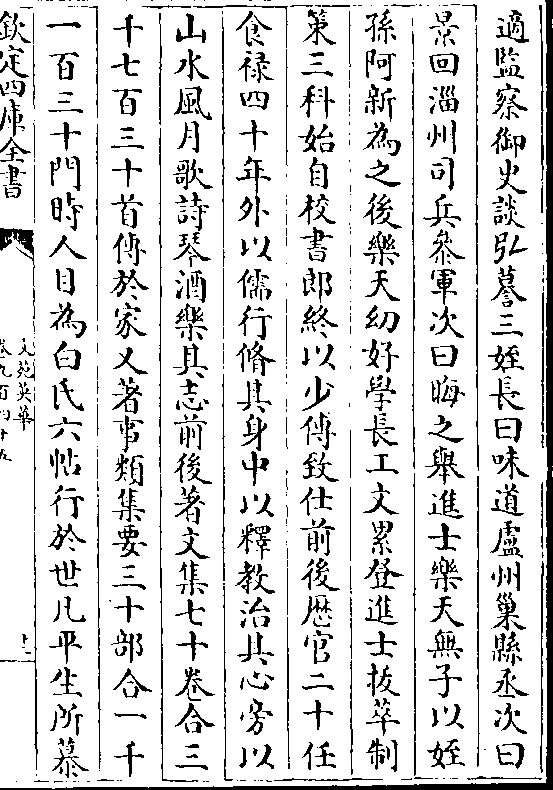 適監察御史談弘謩三姪長曰味道廬州巢縣丞次曰
景回淄州司兵叅軍次曰晦之舉進士樂天無子以姪
孫阿新為之後樂天幼好學長工文累登進士拔萃制
策三科始自校書郎終以少傅致仕前後歴官二十任
食禄四十年外以儒行脩其身中以釋教治其心旁以
山水風月歌詩琴酒樂其志前後著文集七十卷合三
千七百三十首傳於家又著事類集要三十部合一千
一百三十門時人目為白氏六帖行於世凡平生所慕
欽定四庫全書
文苑英華
卷九百四十五